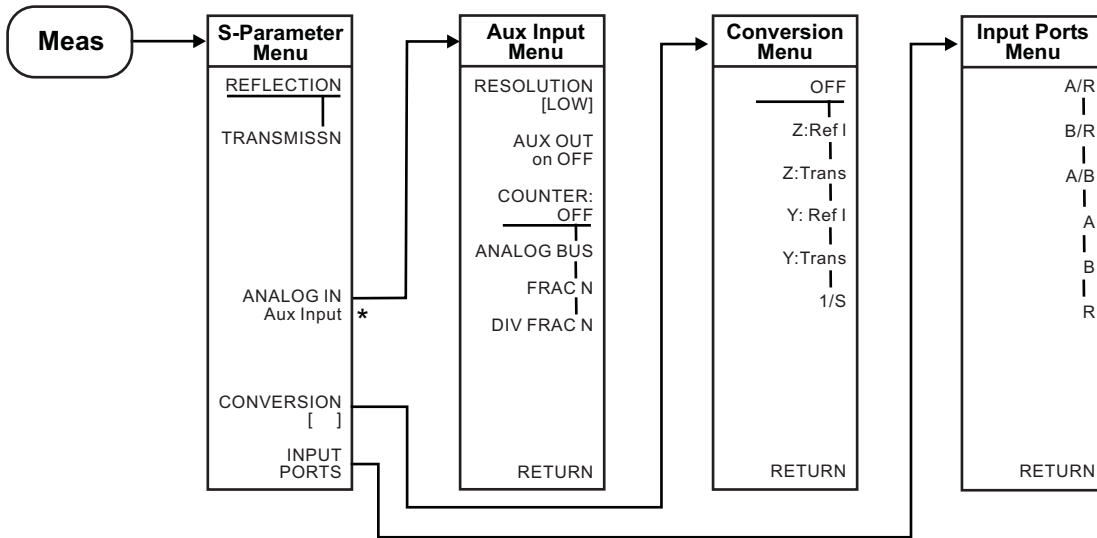 Meas
S-Parameter
Menu
REFLECTION
TRANSMISSN
ANALOG IN
Aux Input *
CONVERSION
[ ]
INPUT
PORTS
Aux Input
Menu
RESOLUTION
[LOW]
AUX OUT
on OFF
COUNTER:
OFF
ANALOG BUS
FRAC N
DIV FRAC N
RETURN
Conversion
Menu
OFF
Z:Ref l
Z:Trans
Y: Ref l
Y:Trans
1/S
RETURN
Input Ports
Menu
A/R
B/R
A/B
A
B
R
RETURN